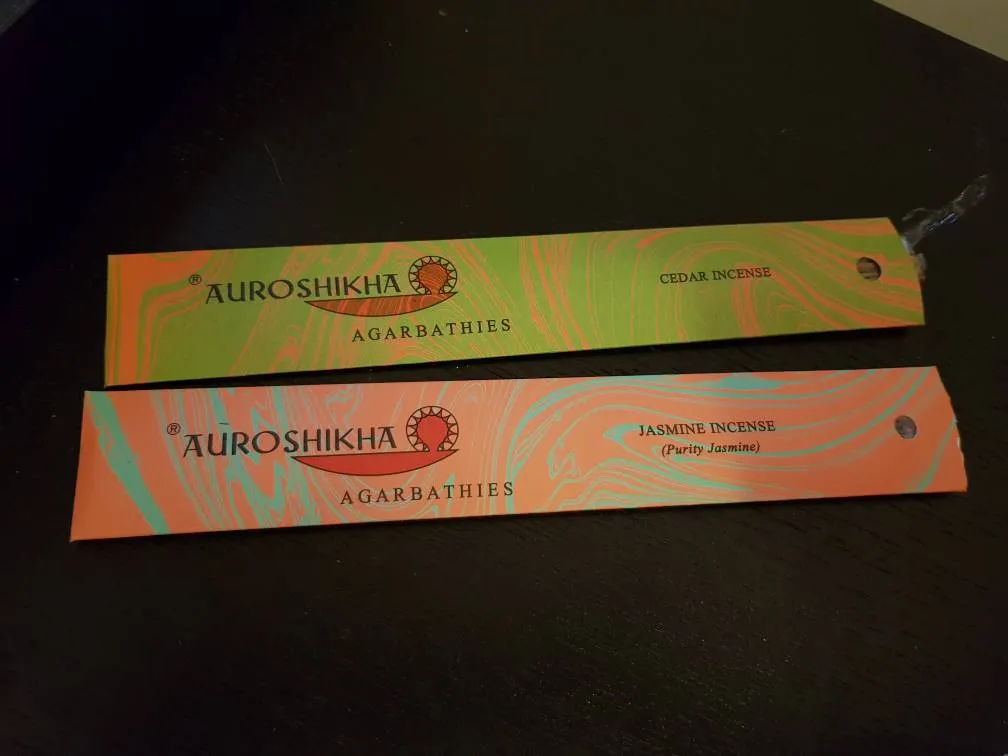 ® AUROSHIKHA
AGARBATHIES
CEDAR INCENSE
® AUROSHIKHA
AGARBATHIES
JASMINE INCENSE
(Purity Jasmine)